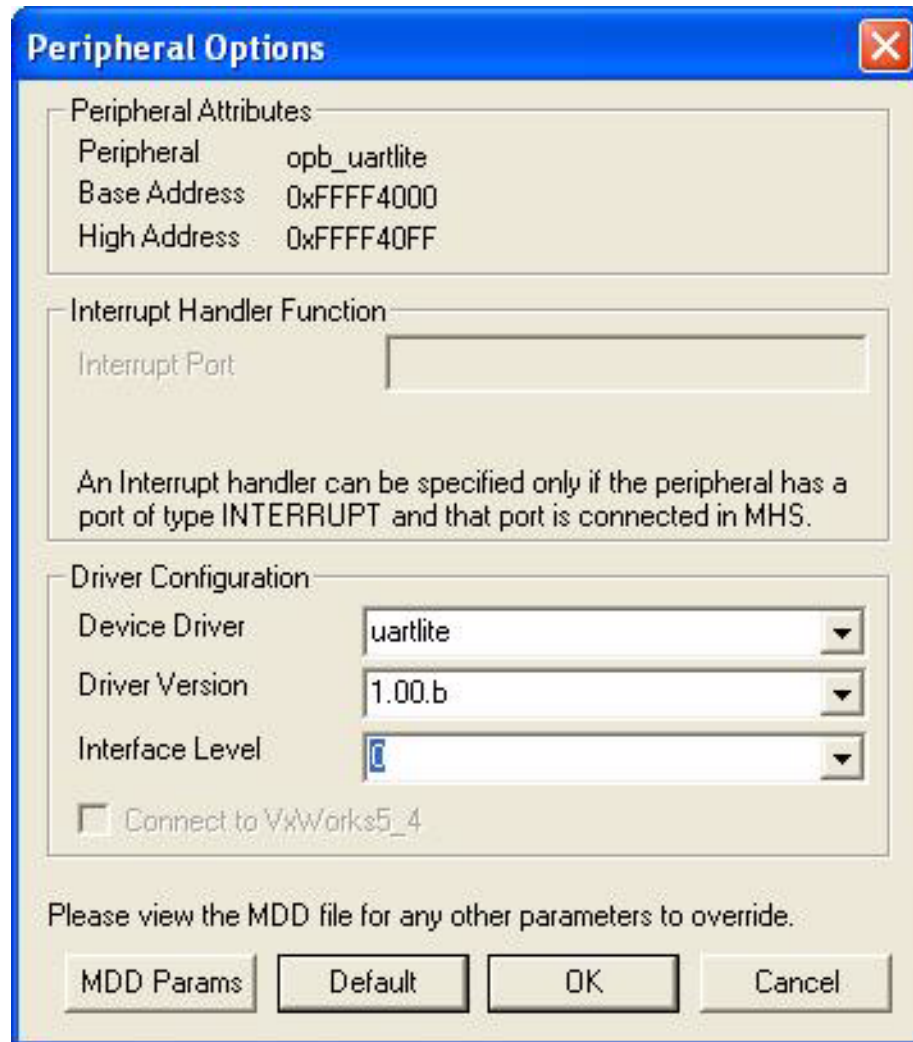 Peripheral Options
Peripheral Attributes
Peripheral opb_uartlite
Base Address 0xFFFF4000
High Address 0xFFFF40FF
Interrupt Handler Function
Interrupt Port
An Interrupt handler can be specified only if the peripheral has a
port of type INTERRUPT and that port is connected in MHS.
Driver Configuration
Device Driver uartlite
Driver Version 1.00.b
Interface Level 0
Connect to VxWorks5_4
Please view the MDD file for any other parameters to override.
MDD Params Default OK Cancel